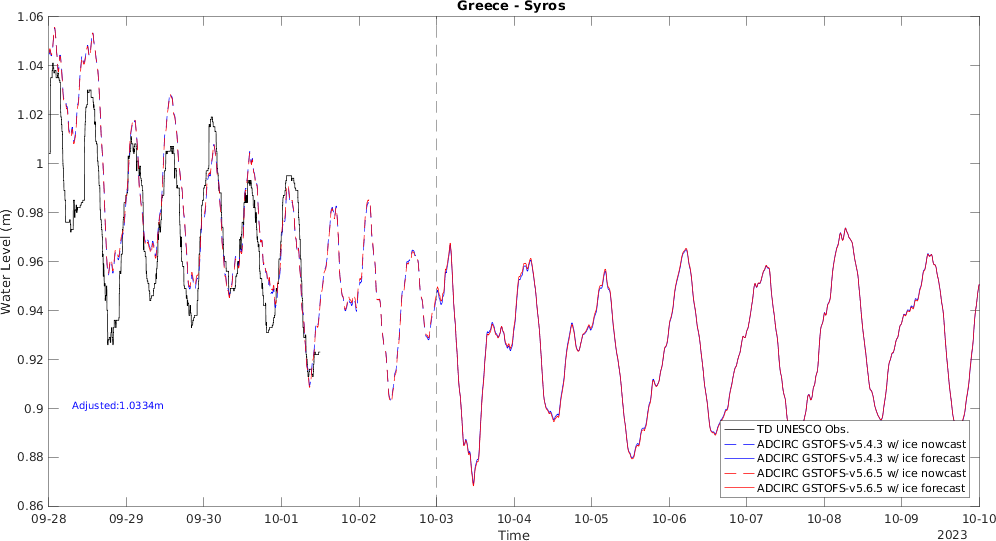 Greece - Syros
1.06
1.04
1.02
1
0.98
0.96
0.94
0.92
0.9
0.88
0.86
Water Level (m)
Adjusted:1.0334m
TD UNESCO Obs.
ADCIRC GSTOFS-v5.4.3 w/ ice nowcast
ADCIRC GSTOFS-v5.4.3 w/ ice forecast
ADCIRC GSTOFS-v5.6.5 w/ ice nowcast
ADCIRC GSTOFS-v5.6.5 w/ ice forecast
09-28 09-29 09-30 10-01 10-02 10-03 10-04 10-05 10-06 10-07 10-08 10-09 10-10
Time
2023